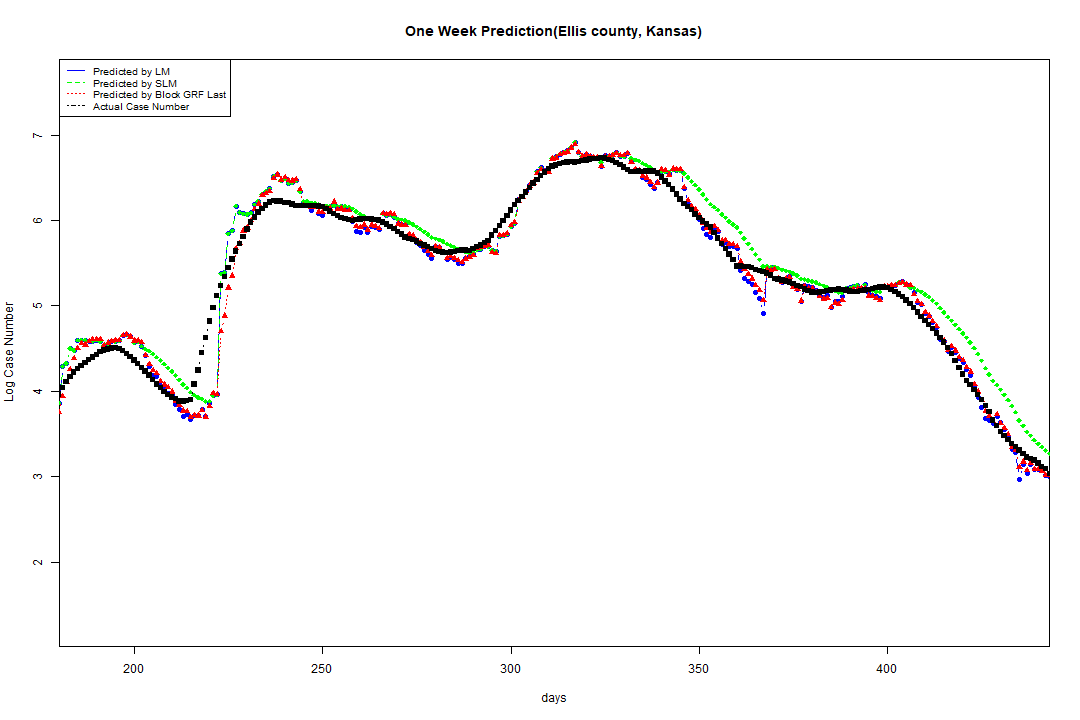 One Week Prediction(Ellis county, Kansas)
Predicted by LM
Predicted by SLM
Predicted by Block GRF Last
Actual Case Number
7
6
5
4
3
2
Log Case Number
200 250 300 350 400
days